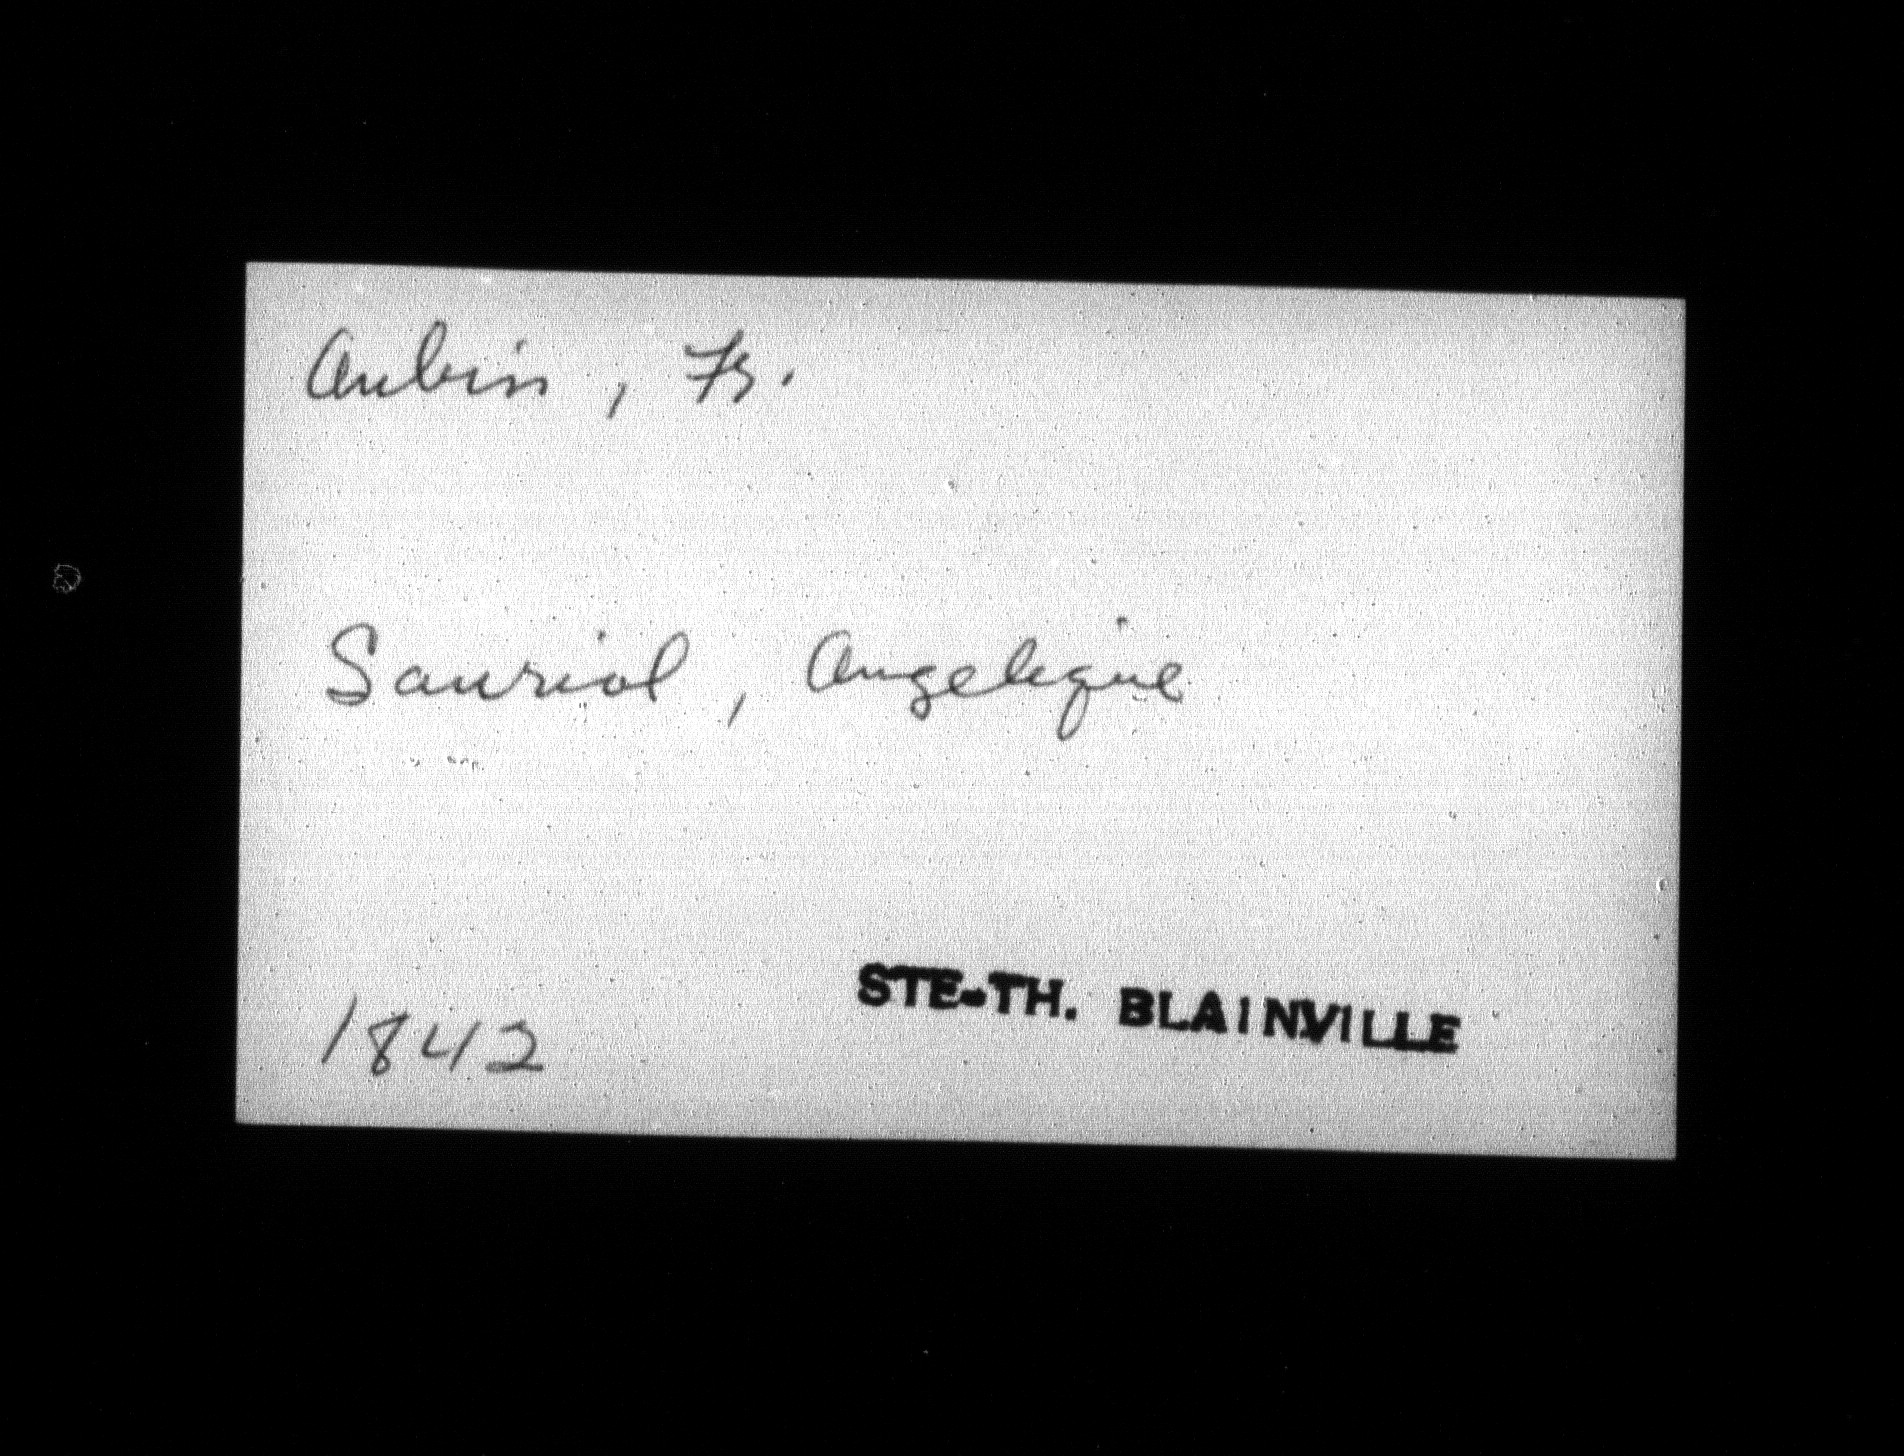 Aubin, Fs.
Sauriol, Angelique
STE-TH. BLAINVILLE
1842